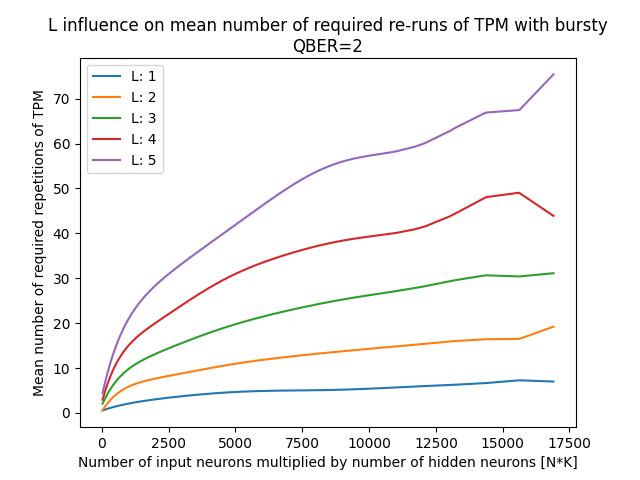 L influence on mean number of required re-runs of TPM with bursty
QBER=2
L: 1
L: 2
L: 3
L: 4
L: 5
Mean number of required repetitions of TPM
70
60
50
40
30
20
10
0
0 2500 5000 7500 10000 12500 15000 17500
Number of input neurons multiplied by number of hidden neurons [N*K]